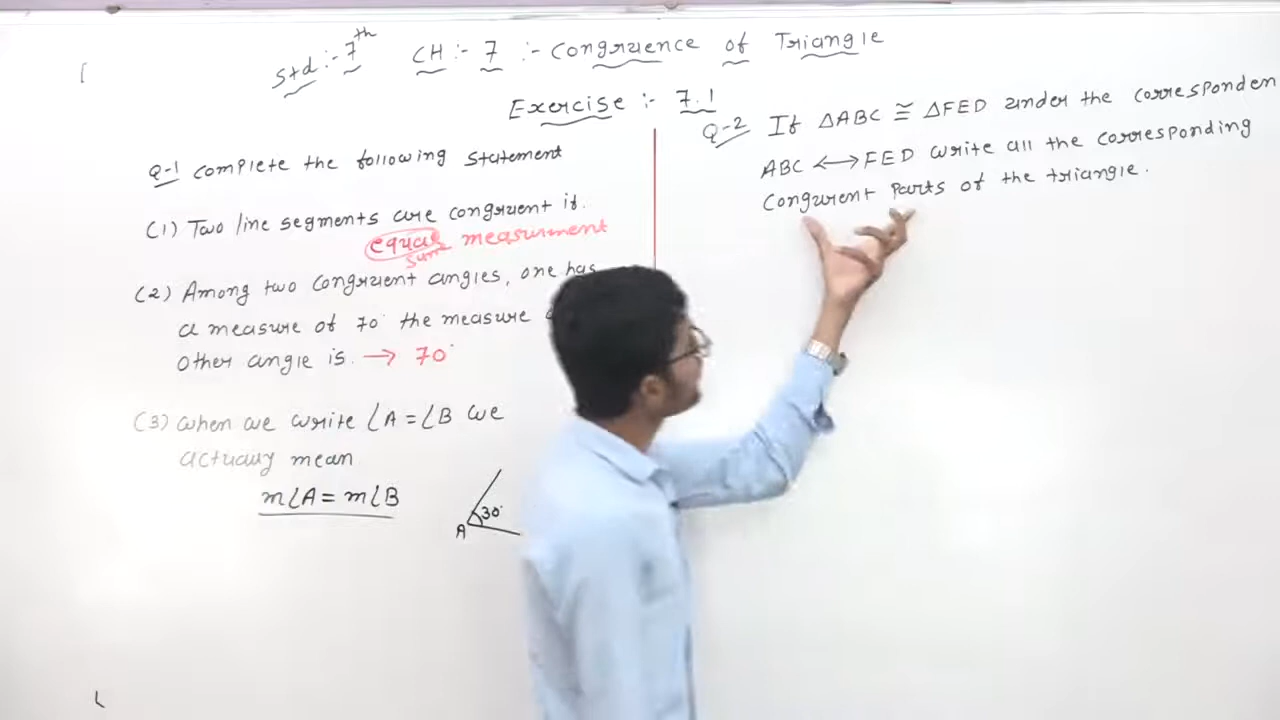 Std :- 7th CH :- 7 :- Congruence of Triangle
Exercise :- 7.1
Q-1 Complete the following Statement
(1) Two line segments are congruent if.
equal measurment
same
(2) Among two congruent angles, one has
a measure of 70° the measure
other angle is. → 70°
(3) when we write ∠A = ∠B we
actually mean
m∠A = m∠B
30°
A
Q-2 If ΔABC ≅ ΔFED under the corresponden
ABC ↔ FED write all the corresponding
Congruent Parts of the triangle.